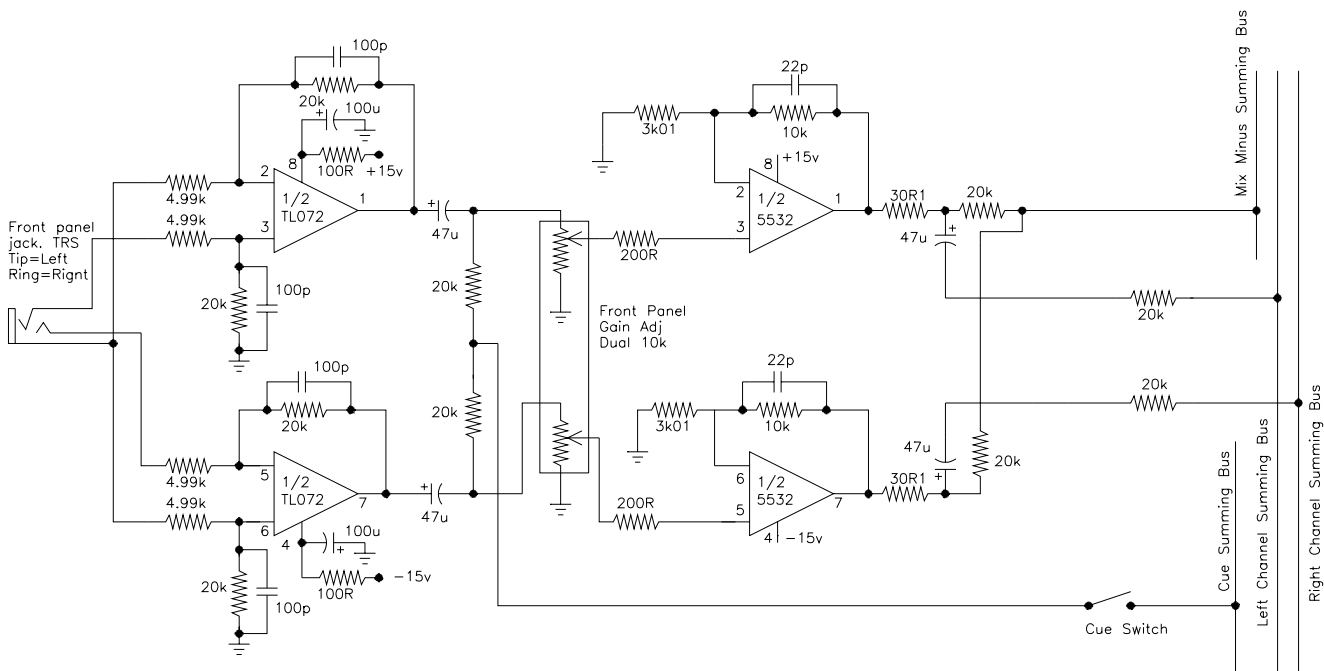 100p
20k
100u
100R
+15v
8
4.99k
2
1/2
TL072
1
4.99k
3
Front panel
jack. TRS
Tip=Left
Ring=Rignt
20k
100p
+
47u
20k
20k
Front Panel
Gain Adj
Dual 10k
100p
20k
4.99k
5
1/2
TL072
7
4.99k
6
4
100u
+
100R
-15v
20k
100p
+
47u
22p
10k
3k01
8
+15v
2
1/2
5532
1
200R
3
30R1
20k
47u
+
20k
22p
10k
3k01
6
1/2
5532
7
200R
5
4
-15v
30R1
47u
+
20k
20k
Cue Switch
Mix Minus Summing Bus
Cue Summing Bus
Left Channel Summing Bus
Right Channel Summing Bus